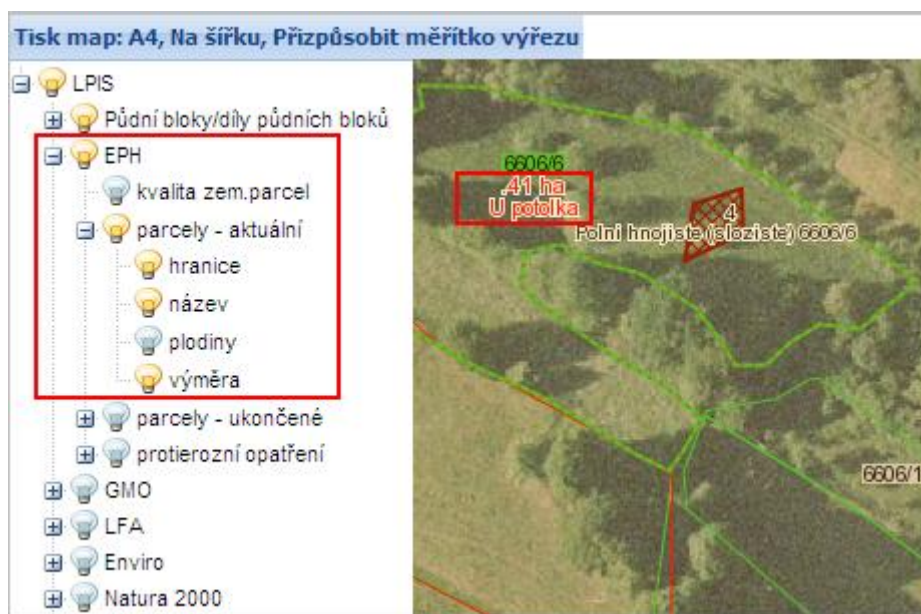 Tisk map: A4, Na šířku, Přizpůsobit měřítko výřezu
LPIS
Půdní bloky/díly půdních bloků
EPH
kvalita zem.parcel
parcely - aktuální
hranice
název
plodiny
výměra
parcely - ukončené
protierozní opatření
GMO
LFA
Enviro
Natura 2000
6606/6
.41 ha
U potolka
4
Polni hnojiste (sloziste) 6606/6
6606/1